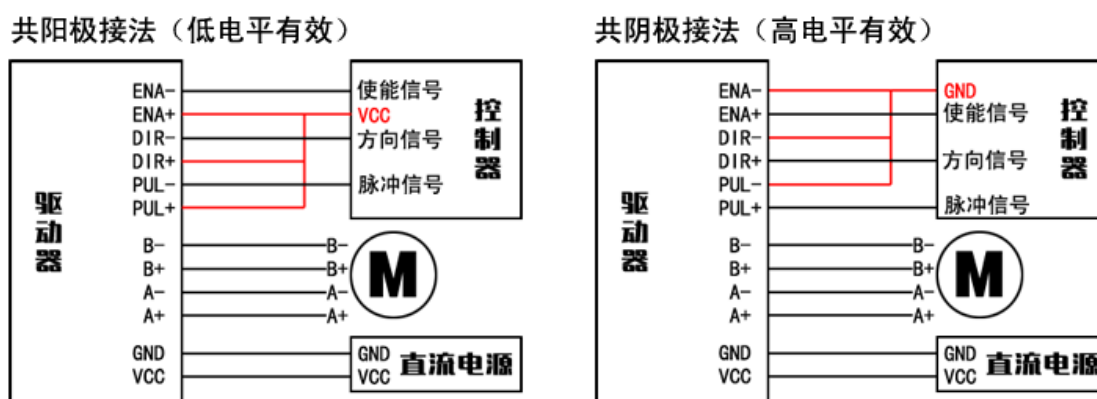 共阳极接法（低电平有效）
ENA-
ENA+
DIR-
DIR+
PUL-
PUL+
B-
B+
A-
A+
GND
VCC
驱动器
使能信号
VCC
方向信号
脉冲信号
控制器
B-
B+
A-
A+
M
GND
VCC
直流电源
共阴极接法（高电平有效）
ENA-
ENA+
DIR-
DIR+
PUL-
PUL+
B-
B+
A-
A+
GND
VCC
驱动器
GND
使能信号
方向信号
脉冲信号
控制器
B-
B+
A-
A+
M
GND
VCC
直流电源